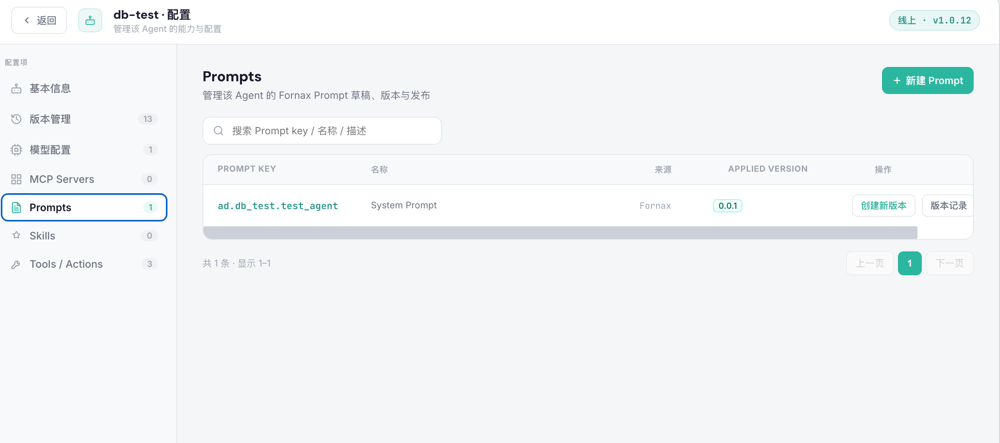 返回
db-test · 配置
管理该 Agent 的能力与配置
线上 · v1.0.12
配置项
基本信息
版本管理 13
模型配置 1
MCP Servers 0
Prompts 1
Skills 0
Tools / Actions 3
Prompts
管理该 Agent 的 Fornax Prompt 草稿、版本与发布
+ 新建 Prompt
搜索 Prompt key / 名称 / 描述
PROMPT KEY 名称 来源 APPLIED VERSION 操作
ad.db_test.test_agent System Prompt Fornax 0.0.1 创建新版本 版本记录
共 1 条 · 显示 1–1
上一页 1 下一页